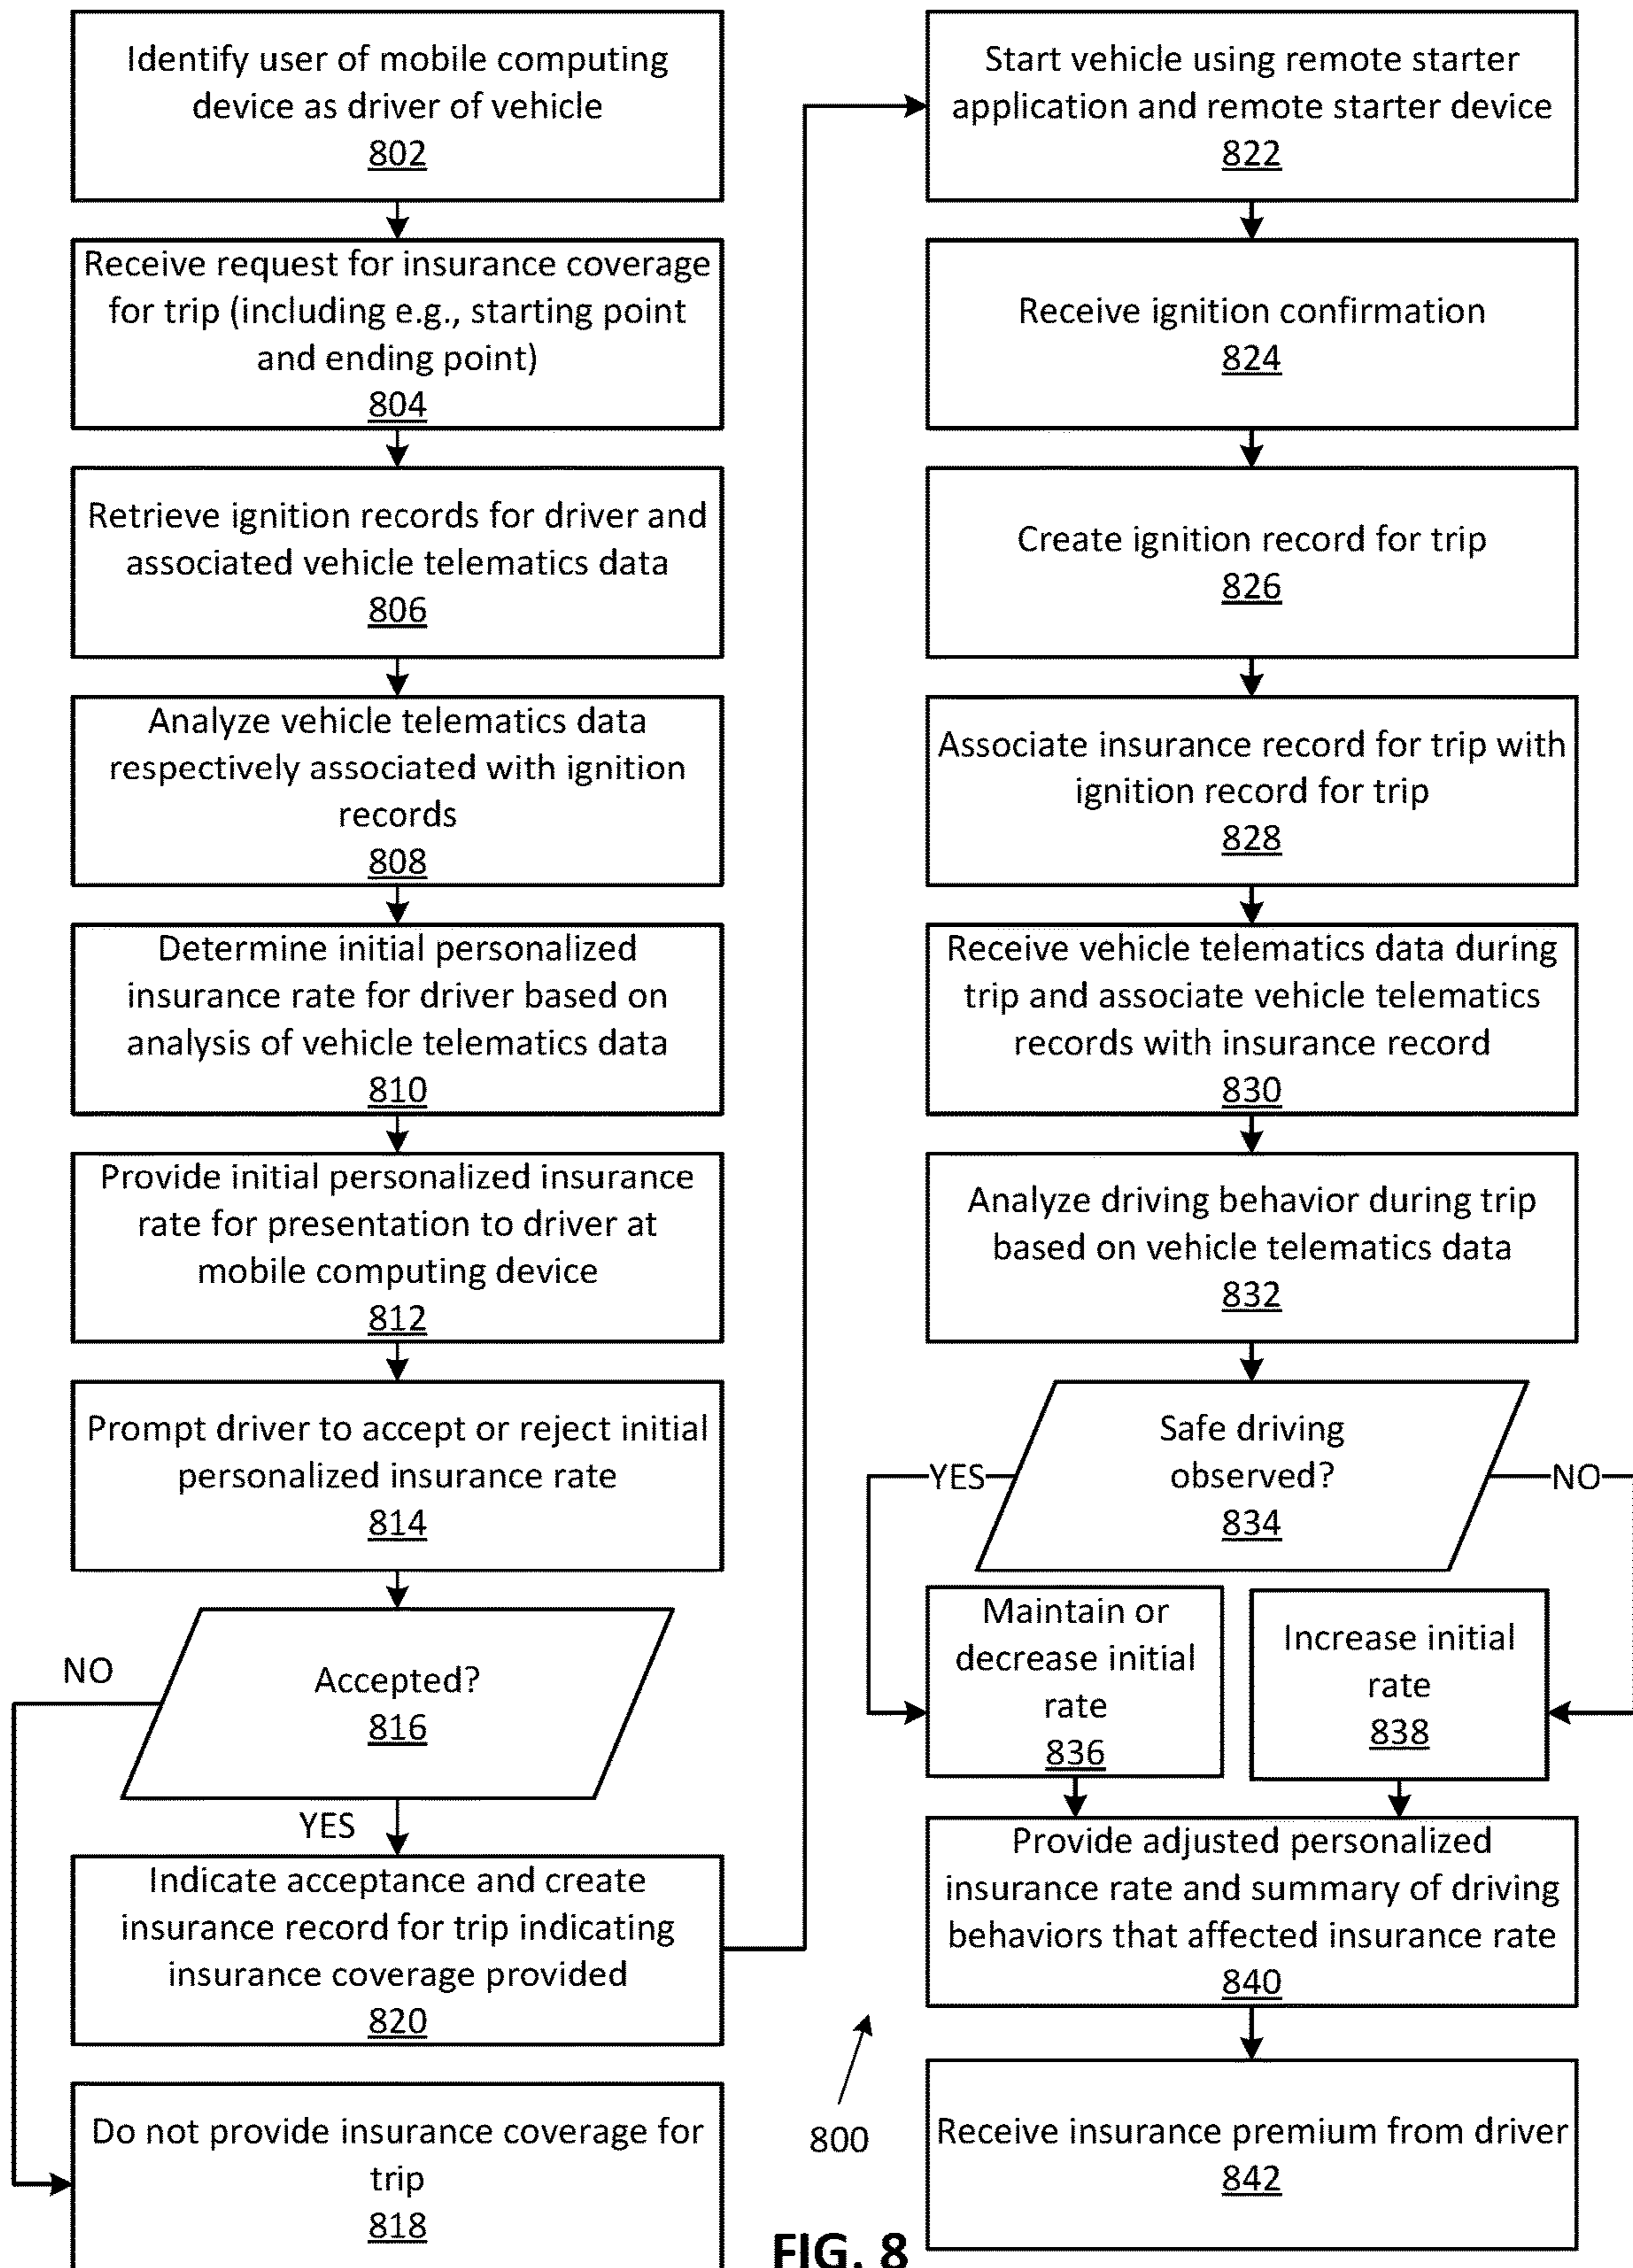 Identify user of mobile computing
device as driver of vehicle
802
Receive request for insurance coverage
for trip (including e.g., starting point
and ending point)
804
Retrieve ignition records for driver and
associated vehicle telematics data
806
Analyze vehicle telematics data
respectively associated with ignition
records
808
Determine initial personalized
insurance rate for driver based on
analysis of vehicle telematics data
810
Provide initial personalized insurance
rate for presentation to driver at
mobile computing device
812
Prompt driver to accept or reject initial
personalized insurance rate
814
Accepted?
816
NO
YES
Indicate acceptance and create
insurance record for trip indicating
insurance coverage provided
820
Do not provide insurance coverage for
trip
818
Start vehicle using remote starter
application and remote starter device
822
Receive ignition confirmation
824
Create ignition record for trip
826
Associate insurance record for trip with
ignition record for trip
828
Receive vehicle telematics data during
trip and associate vehicle telematics
records with insurance record
830
Analyze driving behavior during trip
based on vehicle telematics data
832
Safe driving
observed?
834
YES
NO
Maintain or
decrease initial
rate
836
Increase initial
rate
838
Provide adjusted personalized
insurance rate and summary of driving
behaviors that affected insurance rate
840
Receive insurance premium from driver
842
800
FIG. 8